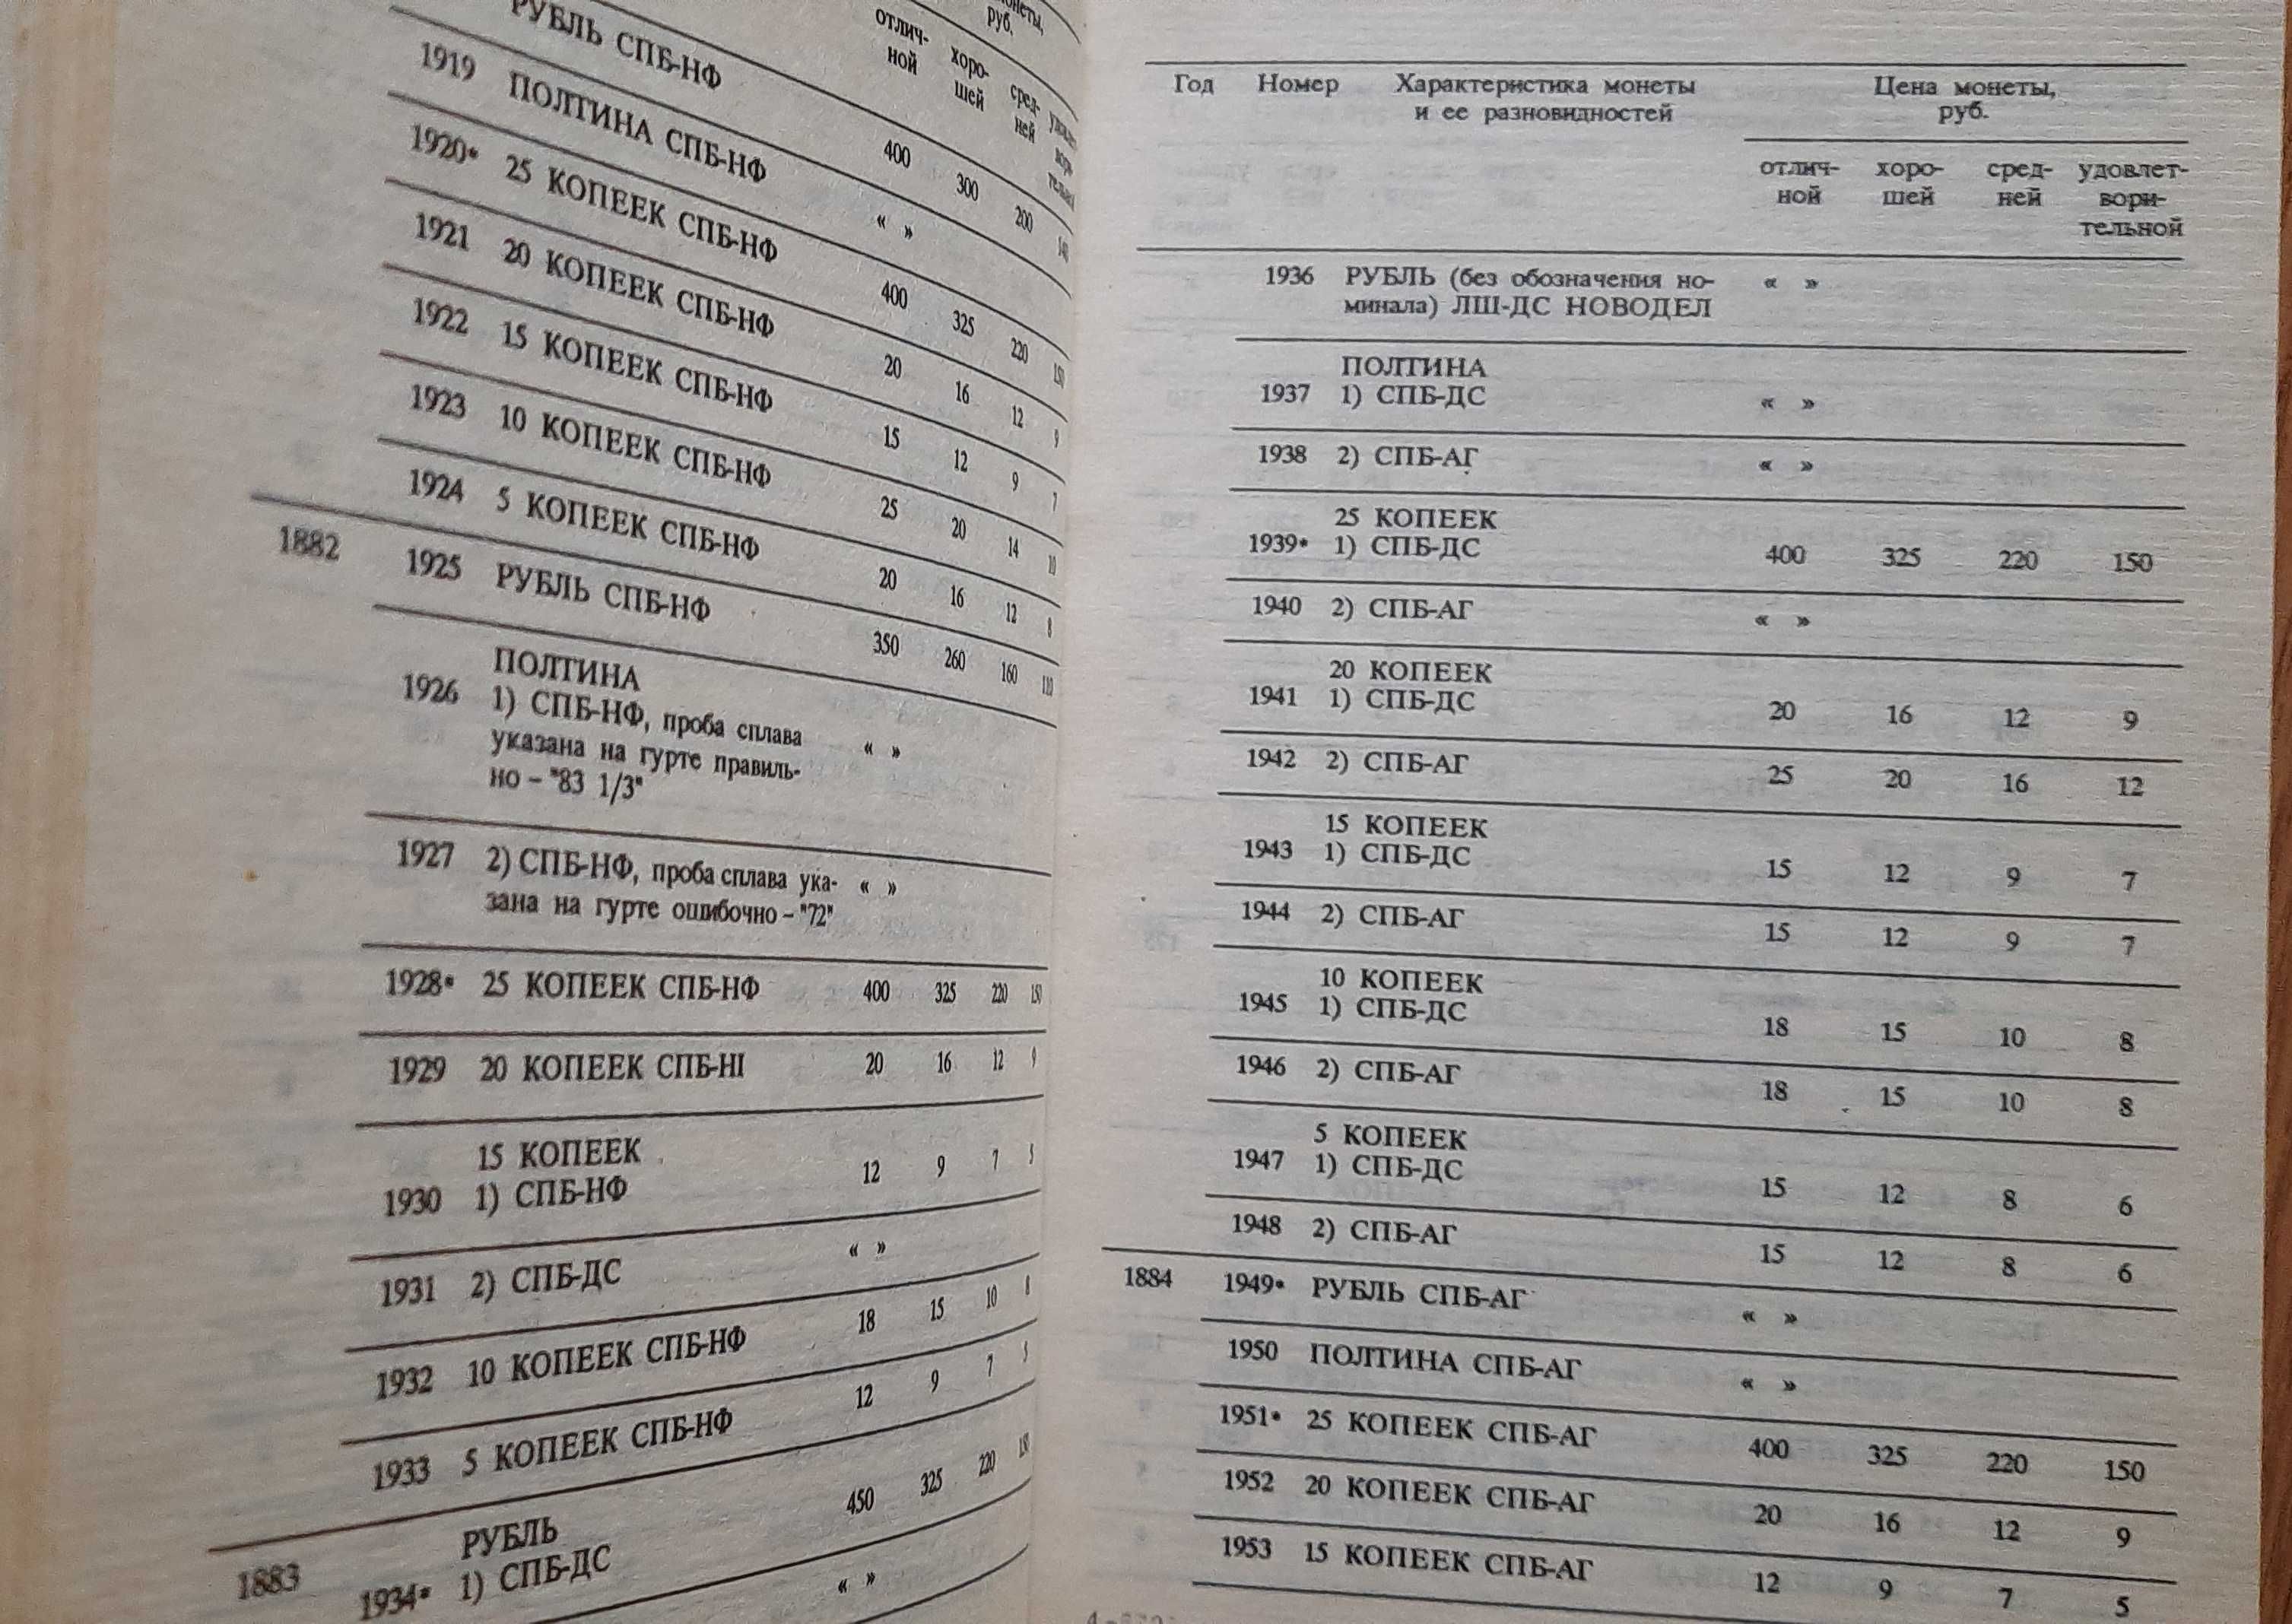 РУБЛЬ СПБ-НФ 400 300 200 140
руб.
отлич- хоро- сред-
ной шей ней
1919 ПОЛТИНА СПБ-НФ « »
1920* 25 КОПЕЕК СПБ-НФ 400 325 220 150
1921 20 КОПЕЕК СПБ-НФ 20 16 12 9
1922 15 КОПЕЕК СПБ-НФ 15 12 9 7
1923 10 КОПЕЕК СПБ-НФ 25 20 14 10
1924 5 КОПЕЕК СПБ-НФ 20 16 12 8
1882 1925 РУБЛЬ СПБ-НФ 350 260 160 110
ПОЛТИНА
1926 1) СПБ-НФ, проба сплава « »
указана на гурте правиль-
но – "83 1/3"
1927 2) СПБ-НФ, проба сплава ука- « »
зана на гурте ошибочно – "72"
1928* 25 КОПЕЕК СПБ-НФ 400 325 220 150
1929 20 КОПЕЕК СПБ-НI 20 16 12 9
15 КОПЕЕК
1930 1) СПБ-НФ 12 9 7 5
1931 2) СПБ-ДС « »
1932 10 КОПЕЕК СПБ-НФ 18 15 10 8
1933 5 КОПЕЕК СПБ-НФ 12 9 7 5
РУБЛЬ
1883 1934* 1) СПБ-ДС 450 325 220 150
« »
Год Номер Характеристика монеты Цена монеты,
и ее разновидностей руб.
отлич- хоро- сред- удовлет-
ной шей ней вори-
тельной
1936 РУБЛЬ (без обозначения но- « »
минала) ЛШ-ДС НОВОДЕЛ
ПОЛТИНА
1937 1) СПБ-ДС « »
1938 2) СПБ-АГ « »
25 КОПЕЕК
1939* 1) СПБ-ДС 400 325 220 150
1940 2) СПБ-АГ « »
20 КОПЕЕК
1941 1) СПБ-ДС 20 16 12 9
1942 2) СПБ-АГ 25 20 16 12
15 КОПЕЕК
1943 1) СПБ-ДС 15 12 9 7
1944 2) СПБ-АГ 15 12 9 7
10 КОПЕЕК
1945 1) СПБ-ДС 18 15 10 8
1946 2) СПБ-АГ 18 15 10 8
5 КОПЕЕК
1947 1) СПБ-ДС 15 12 8 6
1948 2) СПБ-АГ 15 12 8 6
1884 1949* РУБЛЬ СПБ-АГ « »
1950 ПОЛТИНА СПБ-АГ « »
1951* 25 КОПЕЕК СПБ-АГ 400 325 220 150
1952 20 КОПЕЕК СПБ-АГ 20 16 12 9
1953 15 КОПЕЕК СПБ-АГ 12 9 7 5